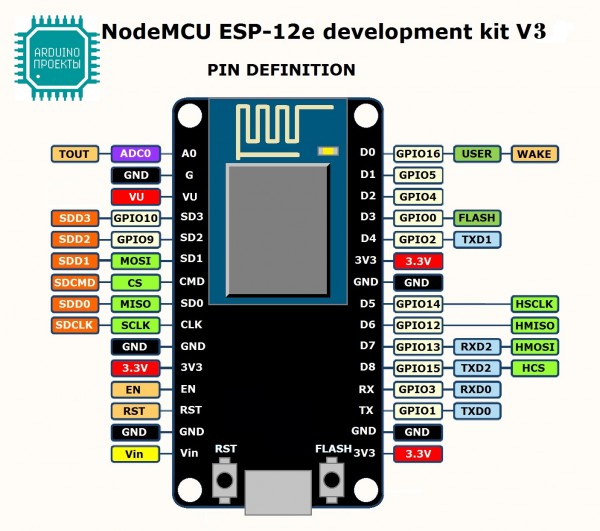 ARDUINO
ПРОЕКТЫ
NodeMCU ESP-12e development kit V3
PIN DEFINITION
TOUT ADC0 A0 D0 GPIO16 USER WAKE
GND G D1 GPIO5
VU VU D2 GPIO4
SDD3 GPIO10 SD3 D3 GPIO0 FLASH
SDD2 GPIO9 SD2 D4 GPIO2 TXD1
SDD1 MOSI SD1 3V3 3.3V
SDCMD CS CMD GND GND
SDD0 MISO SD0 D5 GPIO14 HSCLK
SDCLK SCLK CLK D6 GPIO12 HMISO
GND GND D7 GPIO13 RXD2 HMOSI
3.3V 3V3 D8 GPIO15 TXD2 HCS
EN EN RX GPIO3 RXD0
RST RST TX GPIO1 TXD0
GND GND GND GND
Vin Vin RST FLASH 3V3 3.3V